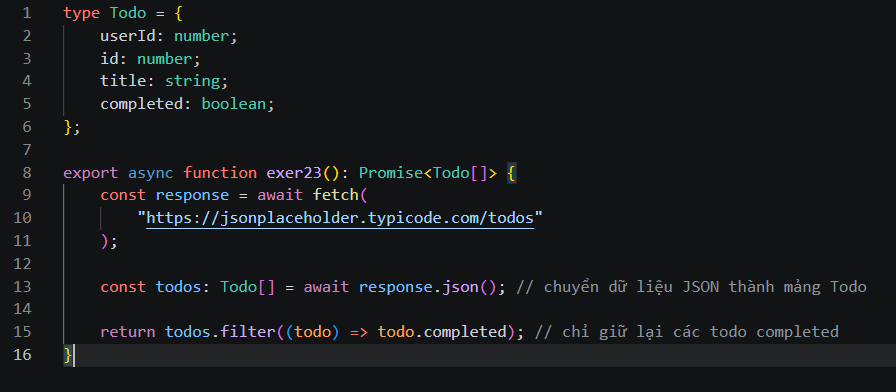 1 type Todo = {
2 userId: number;
3 id: number;
4 title: string;
5 completed: boolean;
6 };
7
8 export async function exer23(): Promise<Todo[]> {
9 const response = await fetch(
10 "https://jsonplaceholder.typicode.com/todos"
11 );
12
13 const todos: Todo[] = await response.json(); // chuyển dữ liệu JSON thành mảng Todo
14
15 return todos.filter((todo) => todo.completed); // chỉ giữ lại các todo completed
16 }